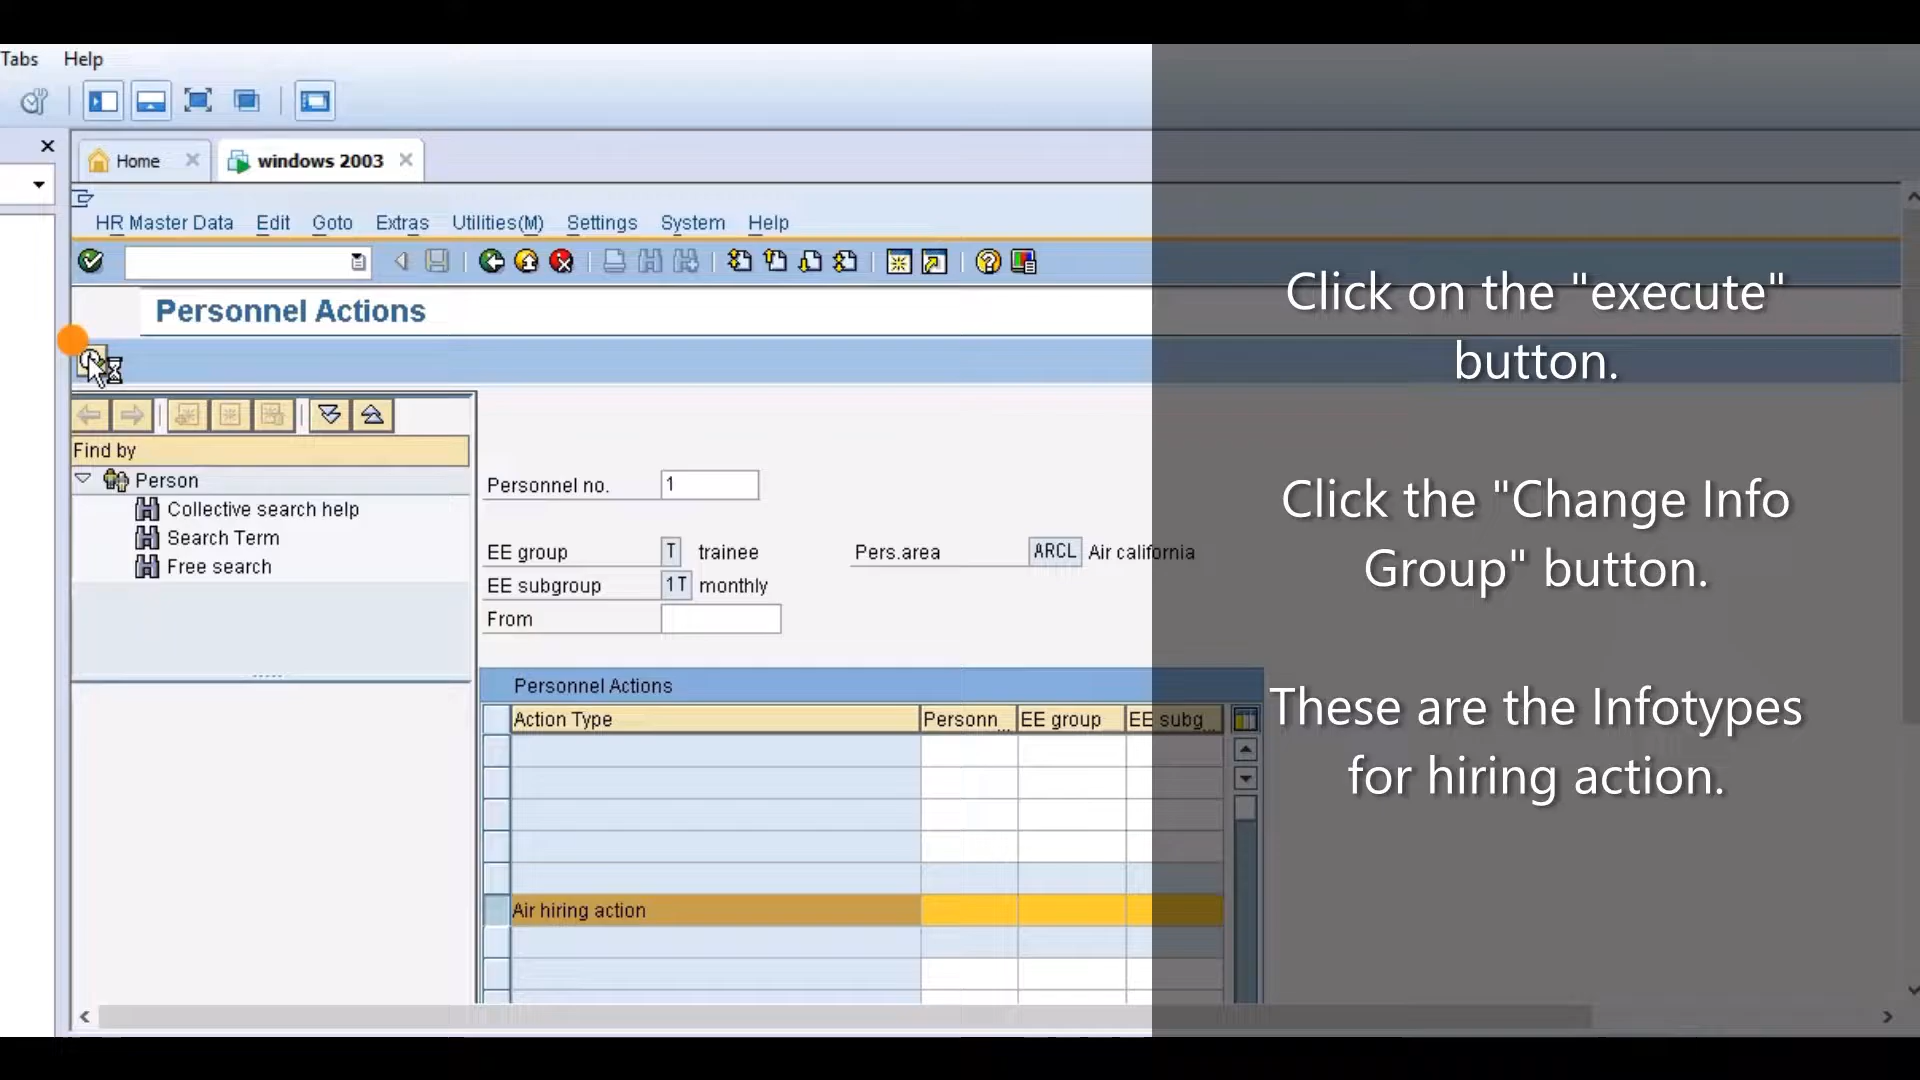 Tabs Help
Home windows 2003
HR Master Data Edit Goto Extras Utilities(M) Settings System Help
Personnel Actions
Find by
Person
Collective search help
Search Term
Free search
Personnel no. 1
EE group T trainee Pers.area ARCL Air california
EE subgroup 1T monthly
From
Personnel Actions
Action Type Personn... EE group EE subg...
Air hiring action
Click on the "execute"
button.
Click the "Change Info
Group" button.
These are the Infotypes
for hiring action.